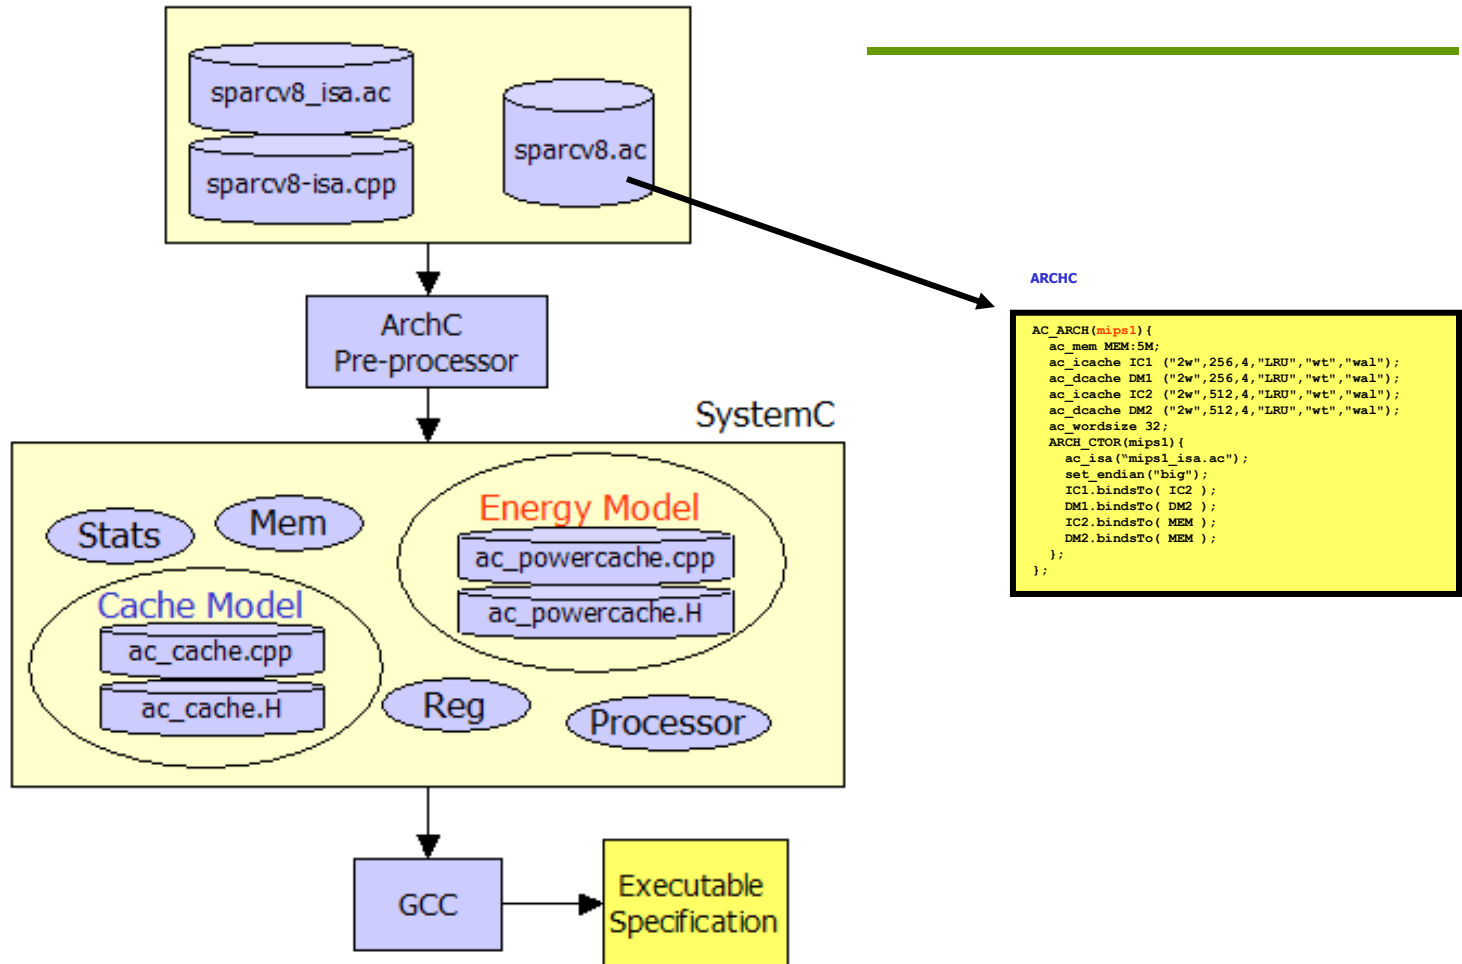 sparcv8_isa.ac
sparcv8-isa.cpp
sparcv8.ac
ArchC
Pre-processor
SystemC
Stats
Mem
Energy Model
ac_powercache.cpp
ac_powercache.H
Cache Model
ac_cache.cpp
ac_cache.H
Reg
Processor
GCC
Executable
Specification
ARCHC
AC_ARCH(mips1){
ac_mem MEM:5M;
ac_icache IC1 ("2w",256,4,"LRU","wt","wal");
ac_dcache DM1 ("2w",256,4,"LRU","wt","wal");
ac_icache IC2 ("2w",512,4,"LRU","wt","wal");
ac_dcache DM2 ("2w",512,4,"LRU","wt","wal");
ac_wordsize 32;
ARCH_CTOR(mips1){
ac_isa(“mips1_isa.ac");
set_endian("big");
IC1.bindsTo( IC2 );
DM1.bindsTo( DM2 );
IC2.bindsTo( MEM );
DM2.bindsTo( MEM );
};
};